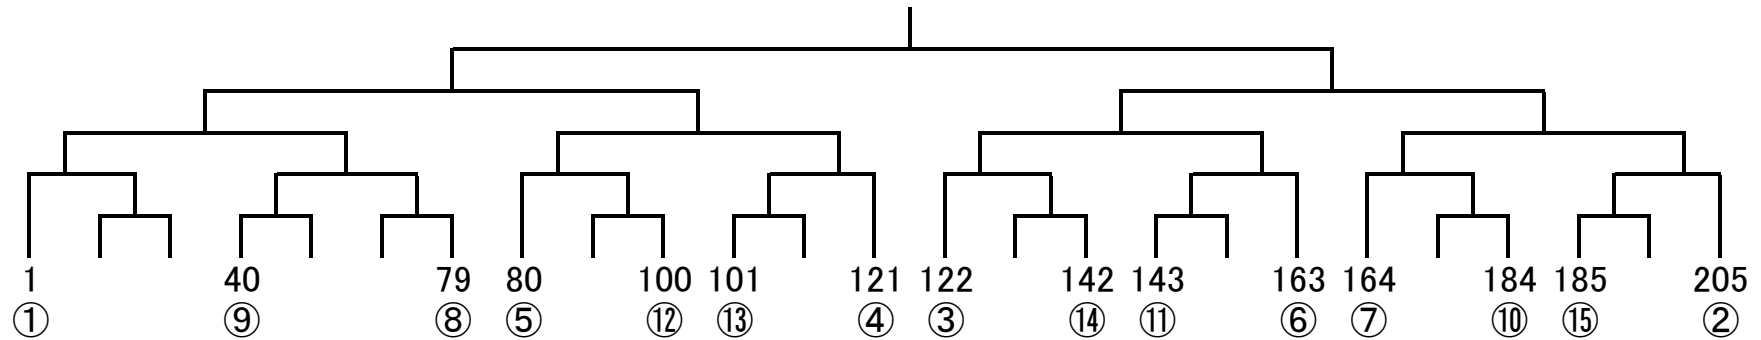 1 40 79 80 100 101 121 122 142 143 163 164 184 185 205
① ⑨ ⑧ ⑤ ⑫ ⑬ ④ ③ ⑭ ⑪ ⑥ ⑦ ⑩ ⑮ ②